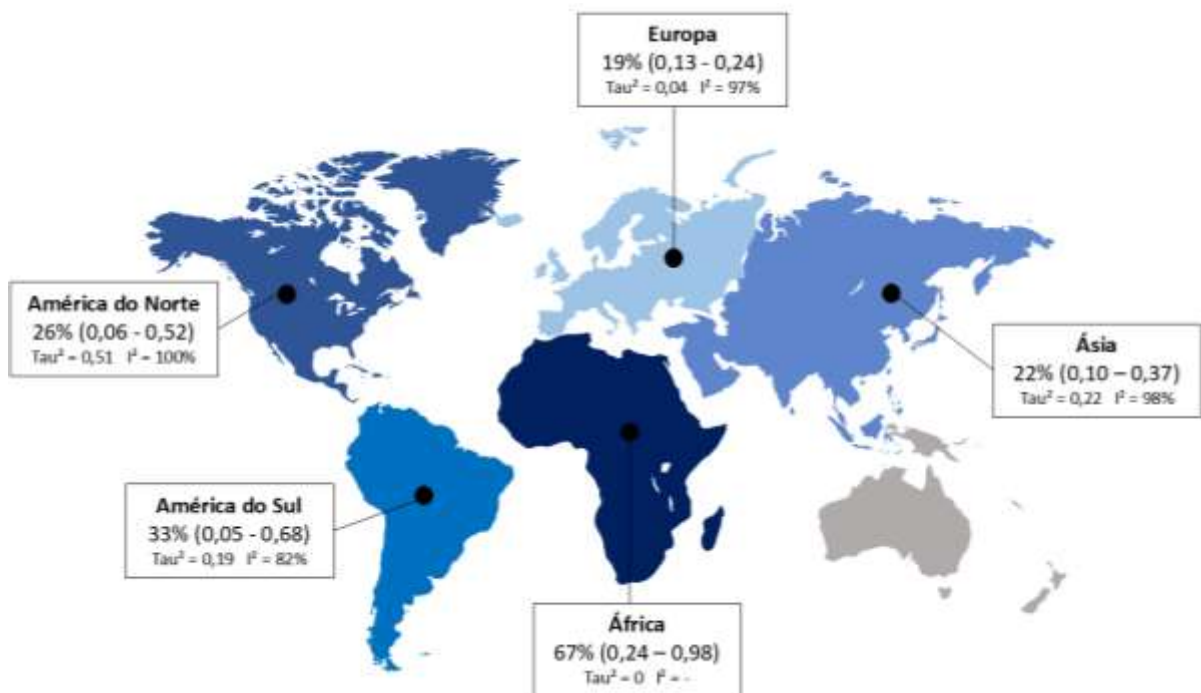 Europa
19% (0,13 - 0,24)
Tau² = 0,04 I² = 97%
América do Norte
26% (0,06 - 0,52)
Tau² = 0,51 I² = 100%
Ásia
22% (0,10 – 0,37)
Tau² = 0,22 I² = 98%
América do Sul
33% (0,05 - 0,68)
Tau² = 0,19 I² = 82%
África
67% (0,24 – 0,98)
Tau² = 0 I² = -